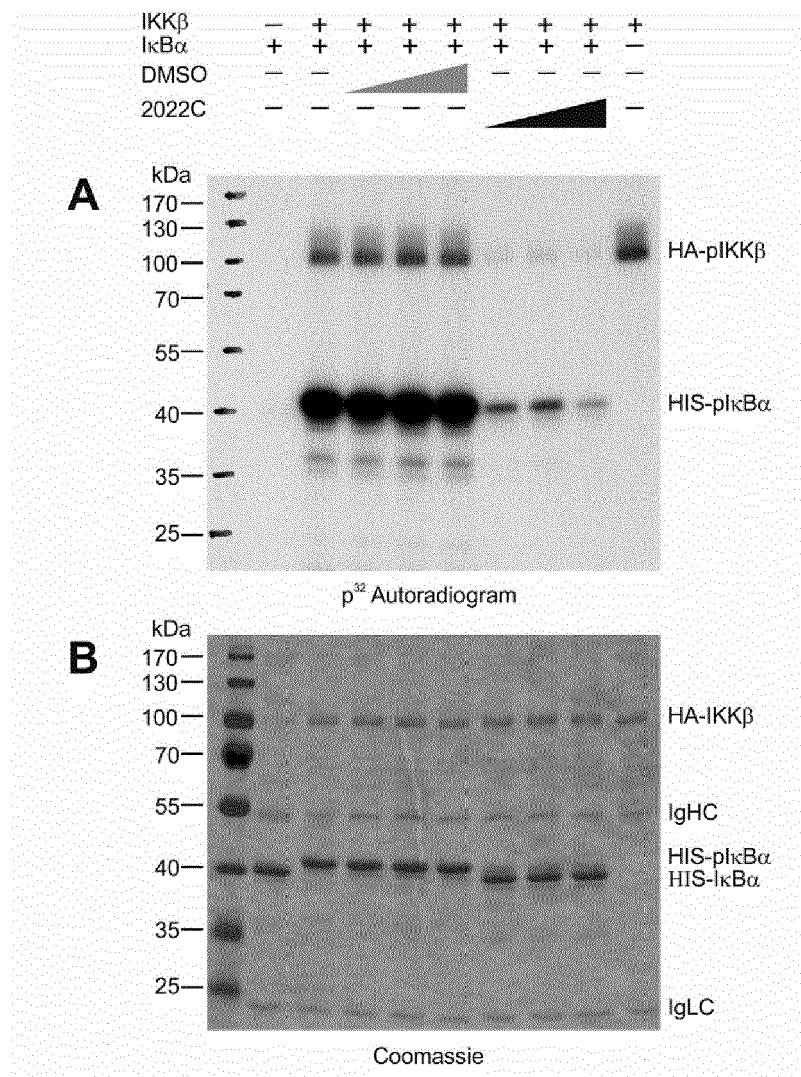 IKKβ – + + + + + + + +
IκBα + + + + + + + + –
DMSO – – – – – –
2022C – – – – – –
A
kDa
170
130
100
70
55
40
35
25
HA-pIKKβ
HIS-pIκBα
p³² Autoradiogram
B
kDa
170
130
100
70
55
40
35
25
HA-IKKβ
IgHC
HIS-pIκBα
HIS-IκBα
IgLC
Coomassie